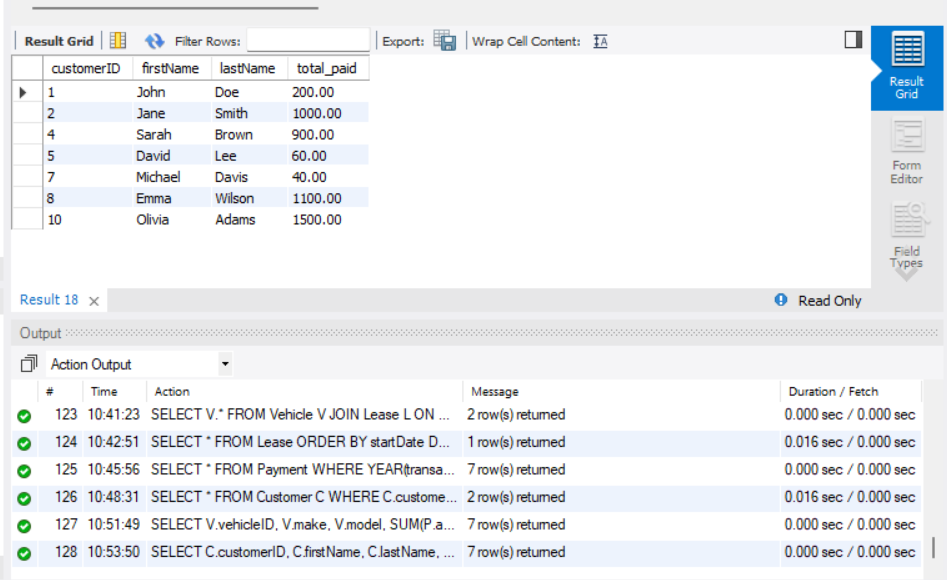 Result Grid Filter Rows: Export: Wrap Cell Content: IA
customerID firstName lastName total_paid
1 John Doe 200.00
2 Jane Smith 1000.00
4 Sarah Brown 900.00
5 David Lee 60.00
7 Michael Davis 40.00
8 Emma Wilson 1100.00
10 Olivia Adams 1500.00
Result
Grid
Form
Editor
Field
Types
Result 18 × Read Only
Output
Action Output
# Time Action Message Duration / Fetch
123 10:41:23 SELECT V.* FROM Vehicle V JOIN Lease L ON ... 2 row(s) returned 0.000 sec / 0.000 sec
124 10:42:51 SELECT * FROM Lease ORDER BY startDate D... 1 row(s) returned 0.016 sec / 0.000 sec
125 10:45:56 SELECT * FROM Payment WHERE YEAR(transa... 7 row(s) returned 0.000 sec / 0.000 sec
126 10:48:31 SELECT * FROM Customer C WHERE C.custome... 2 row(s) returned 0.016 sec / 0.000 sec
127 10:51:49 SELECT V.vehicleID, V.make, V.model, SUM(P.a... 7 row(s) returned 0.000 sec / 0.000 sec
128 10:53:50 SELECT C.customerID, C.firstName, C.lastName, ... 7 row(s) returned 0.000 sec / 0.000 sec